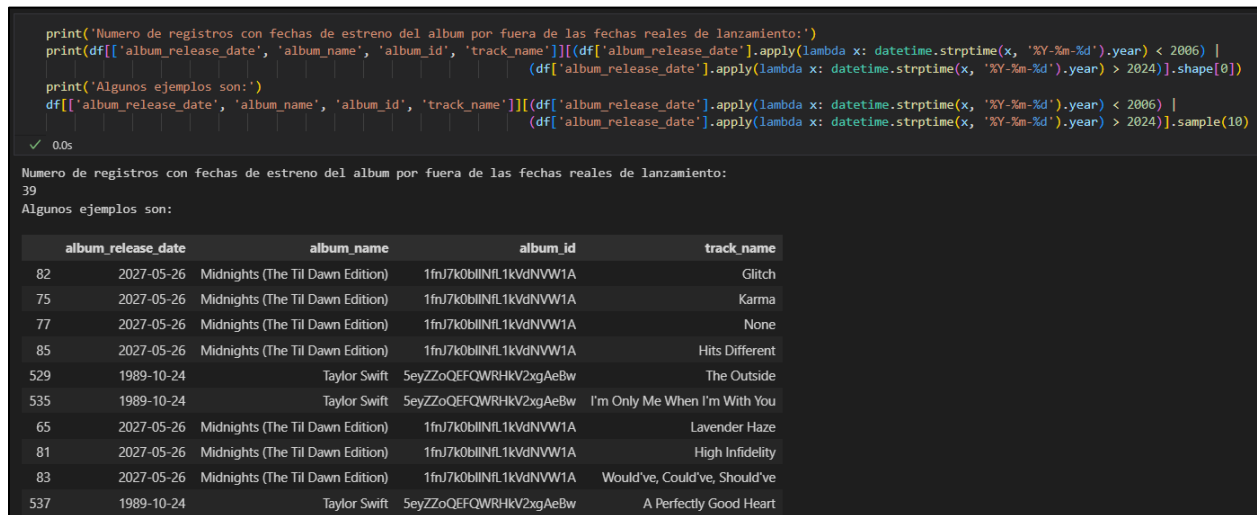 print('Numero de registros con fechas de estreno del album por fuera de las fechas reales de lanzamiento:')
print(df[['album_release_date', 'album_name', 'album_id', 'track_name']][(df['album_release_date'].apply(lambda x: datetime.strptime(x, '%Y-%m-%d').year) < 2006) |
(df['album_release_date'].apply(lambda x: datetime.strptime(x, '%Y-%m-%d').year) > 2024)].shape[0])
print('Algunos ejemplos son:')
df[['album_release_date', 'album_name', 'album_id', 'track_name']][(df['album_release_date'].apply(lambda x: datetime.strptime(x, '%Y-%m-%d').year) < 2006) |
(df['album_release_date'].apply(lambda x: datetime.strptime(x, '%Y-%m-%d').year) > 2024)].sample(10)
✓ 0.0s
Numero de registros con fechas de estreno del album por fuera de las fechas reales de lanzamiento:
39
Algunos ejemplos son:
album_release_date album_name album_id track_name
82 2027-05-26 Midnights (The Til Dawn Edition) 1fnJ7k0bllNfL1kVdNVW1A Glitch
75 2027-05-26 Midnights (The Til Dawn Edition) 1fnJ7k0bllNfL1kVdNVW1A Karma
77 2027-05-26 Midnights (The Til Dawn Edition) 1fnJ7k0bllNfL1kVdNVW1A None
85 2027-05-26 Midnights (The Til Dawn Edition) 1fnJ7k0bllNfL1kVdNVW1A Hits Different
529 1989-10-24 Taylor Swift 5eyZZoQEFQWRHkV2xgAeBw The Outside
535 1989-10-24 Taylor Swift 5eyZZoQEFQWRHkV2xgAeBw I'm Only Me When I'm With You
65 2027-05-26 Midnights (The Til Dawn Edition) 1fnJ7k0bllNfL1kVdNVW1A Lavender Haze
81 2027-05-26 Midnights (The Til Dawn Edition) 1fnJ7k0bllNfL1kVdNVW1A High Infidelity
83 2027-05-26 Midnights (The Til Dawn Edition) 1fnJ7k0bllNfL1kVdNVW1A Would've, Could've, Should've
537 1989-10-24 Taylor Swift 5eyZZoQEFQWRHkV2xgAeBw A Perfectly Good Heart